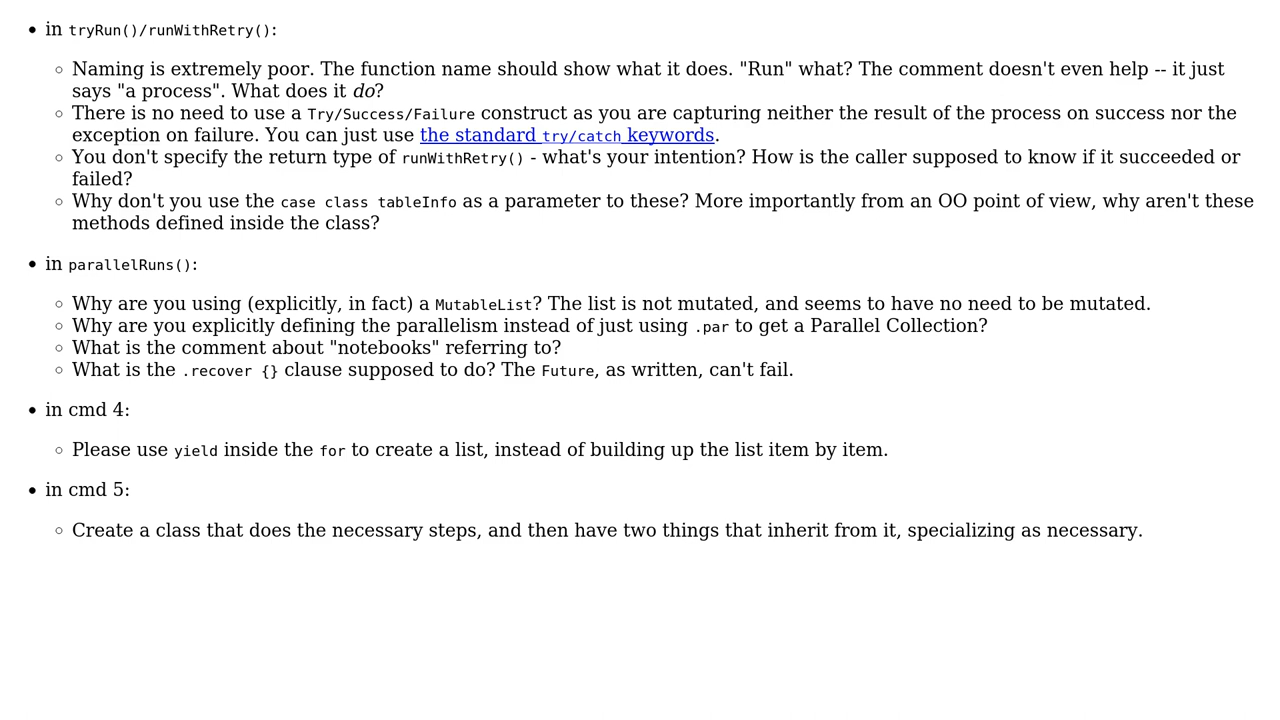 • in tryRun()/runWithRetry():
◦ Naming is extremely poor. The function name should show what it does. "Run" what? The comment doesn't even help -- it just
says "a process". What does it do?
◦ There is no need to use a Try/Success/Failure construct as you are capturing neither the result of the process on success nor the
exception on failure. You can just use the standard try/catch keywords.
◦ You don't specify the return type of runWithRetry() - what's your intention? How is the caller supposed to know if it succeeded or
failed?
◦ Why don't you use the case class tableInfo as a parameter to these? More importantly from an OO point of view, why aren't these
methods defined inside the class?
• in parallelRuns():
◦ Why are you using (explicitly, in fact) a MutableList? The list is not mutated, and seems to have no need to be mutated.
◦ Why are you explicitly defining the parallelism instead of just using .par to get a Parallel Collection?
◦ What is the comment about "notebooks" referring to?
◦ What is the .recover {} clause supposed to do? The Future, as written, can't fail.
• in cmd 4:
◦ Please use yield inside the for to create a list, instead of building up the list item by item.
• in cmd 5:
◦ Create a class that does the necessary steps, and then have two things that inherit from it, specializing as necessary.